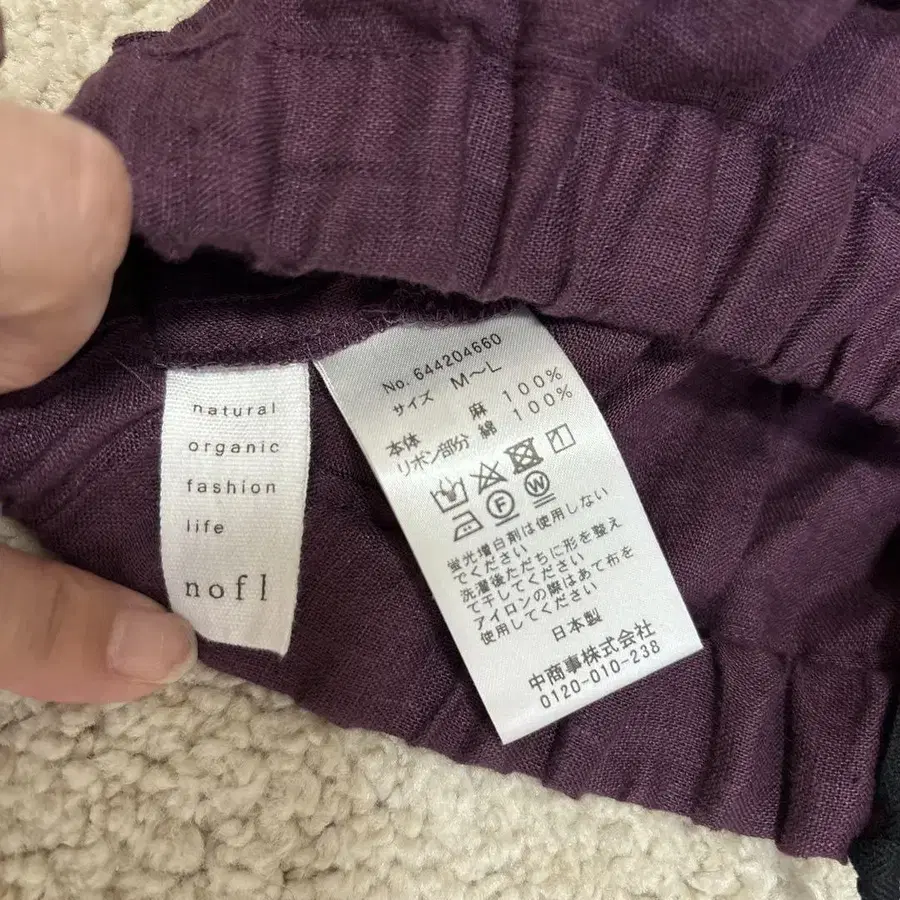 natural
organic
fashion
life
nofl
No. 644204660
サイズ M〜L
本体 麻 100%
リボン部分 綿 100%
F W
蛍光増白剤は使用しない
でください
洗濯後ただちに形を整え
て干してください
アイロンの際はあて布を
使用してください
日本製
中商事株式会社
0120-010-238